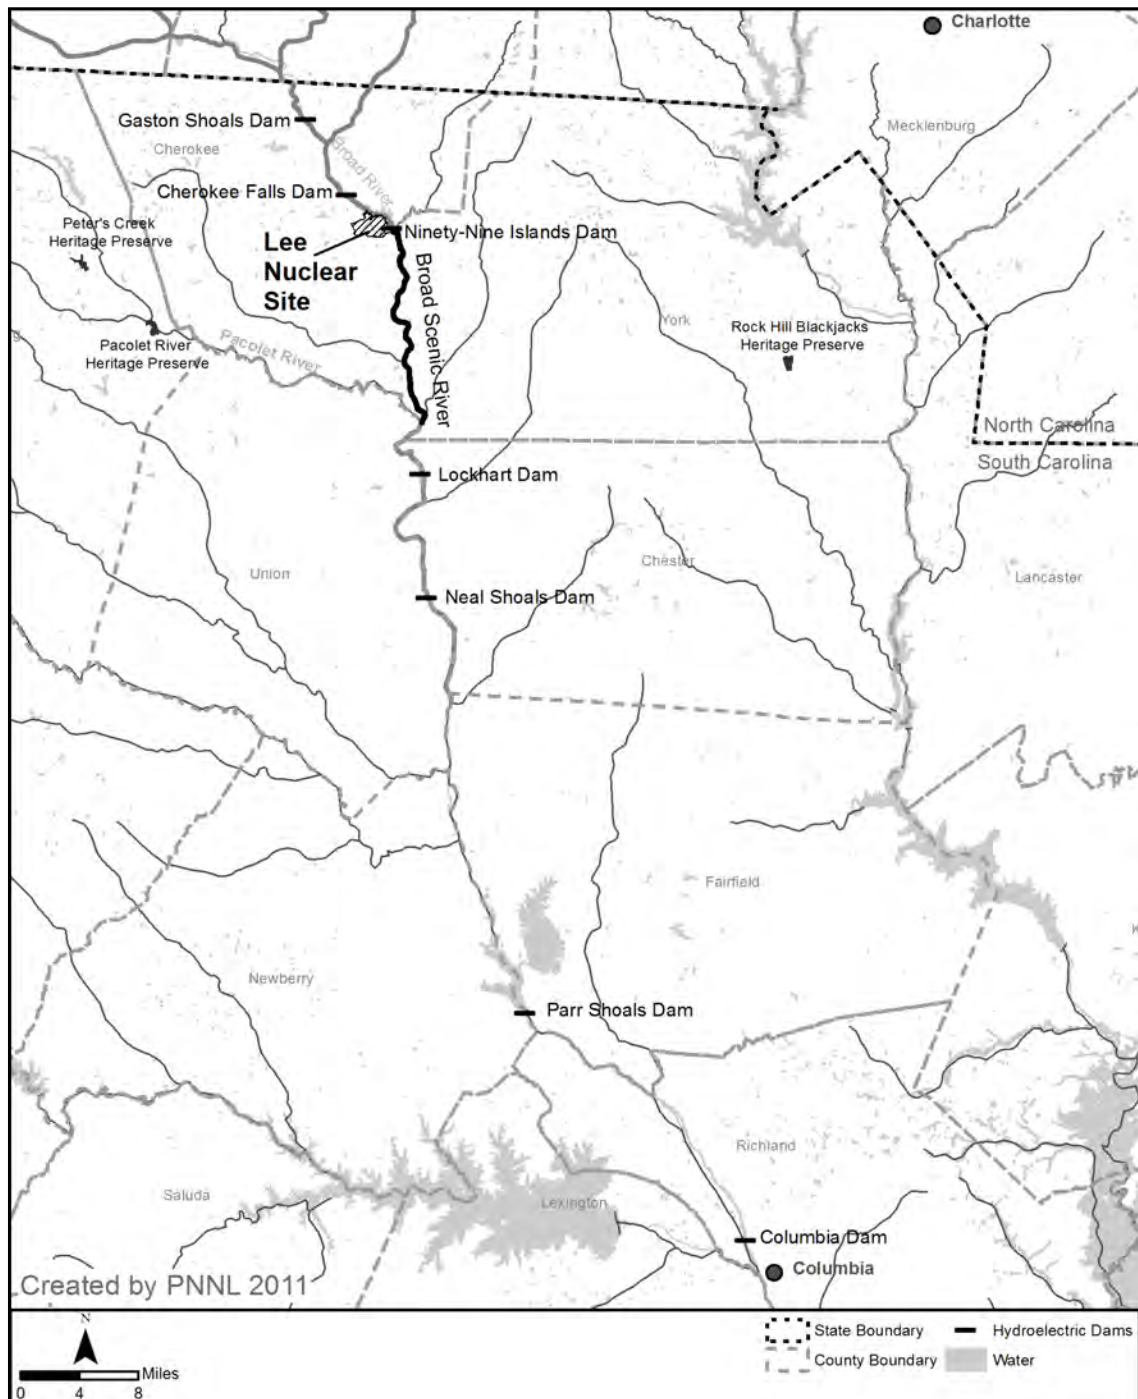 Charlotte
Gaston Shoals Dam
Mecklenburg
Cherokee
Broad River
Cherokee Falls Dam
Peter's Creek
Heritage Preserve
Ninety-Nine Islands Dam
Lee
Nuclear
Site
Broad Scenic River
York
Rock Hill Blackjacks
Heritage Preserve
Pacolet River
Pacolet River
Heritage Preserve
North Carolina
South Carolina
Lockhart Dam
Union
Chester
Lancaster
Neal Shoals Dam
Fairfield
Newberry
Parr Shoals Dam
Richland
Saluda
Lexington
Columbia Dam
Columbia
Created by PNNL 2011
N
Miles
0 4 8
State Boundary
Hydroelectric Dams
County Boundary
Water